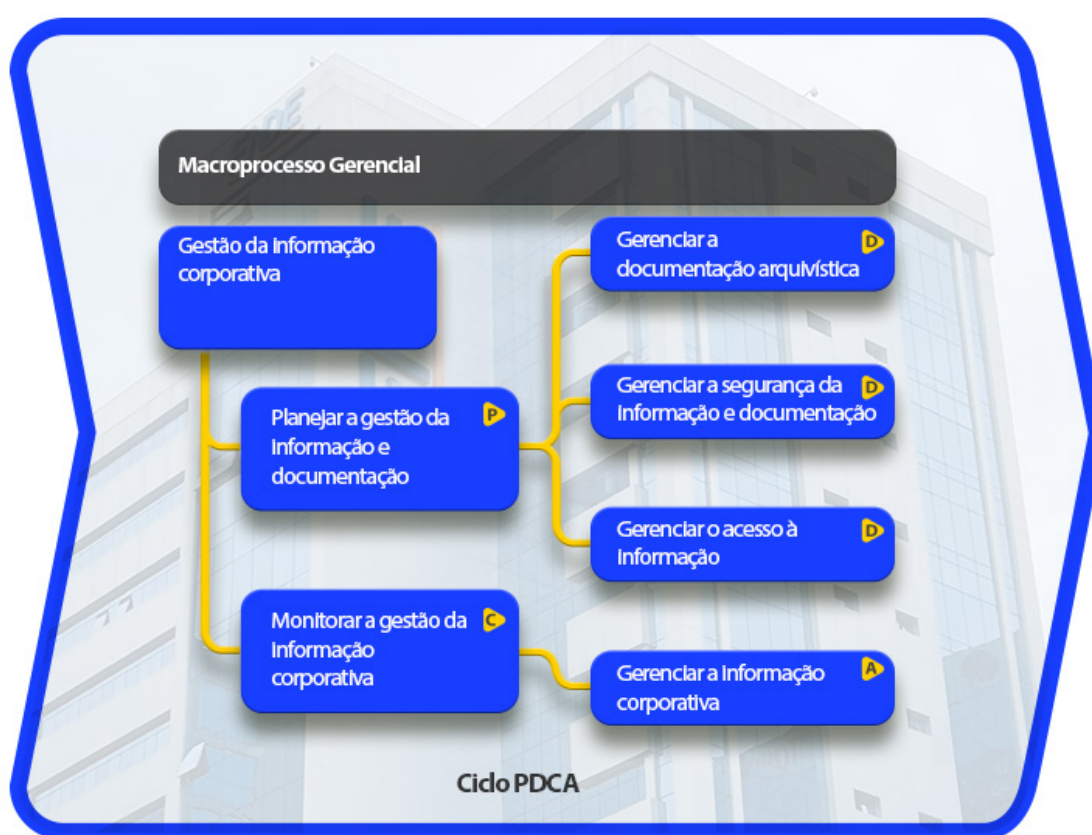 Macroprocesso Gerencial
Gestão da informação
corporativa
Planejar a gestão da
informação e
documentação
P
Monitorar a gestão da
informação
corporativa
C
Gerenciar a
documentação arquivística
D
Gerenciar a segurança da
informação e documentação
D
Gerenciar o acesso à
informação
D
Gerenciar a informação
corporativa
A
Ciclo PDCA